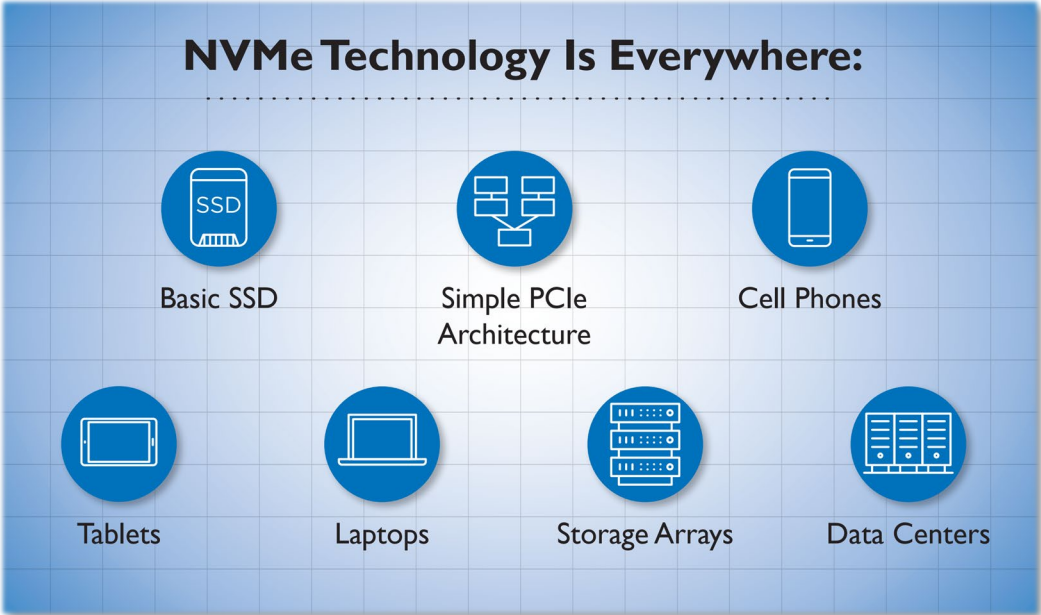 NVMe Technology Is Everywhere:
SSD
Basic SSD
Simple PCIe
Architecture
Cell Phones
Tablets
Laptops
Storage Arrays
Data Centers